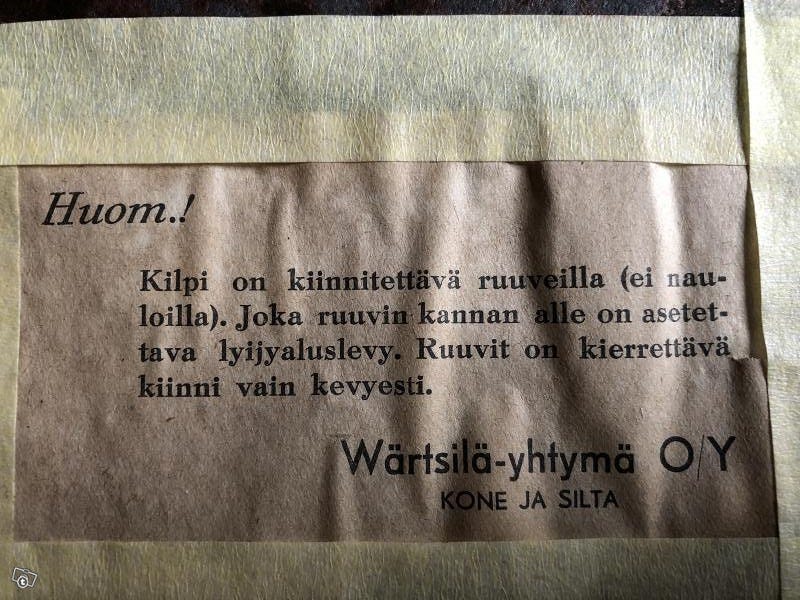 Huom.!
Kilpi on kiinnitettävä ruuveilla (ei nau-
loilla). Joka ruuvin kannan alle on asetet-
tava lyijyaluslevy. Ruuvit on kierrettävä
kiinni vain kevyesti.
Wärtsilä-yhtymä O/Y
KONE JA SILTA